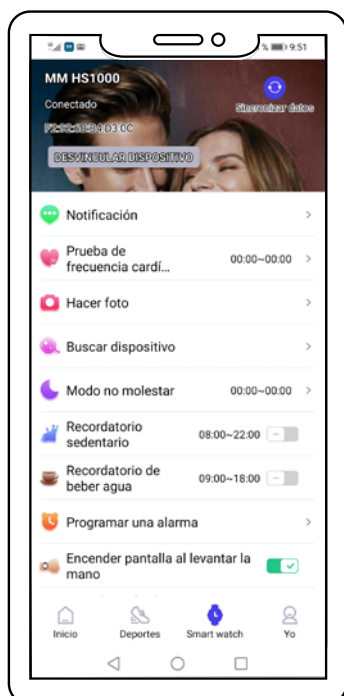 % 9:51
MM HS1000
Conectado
Sincronizar datos
DESVINCULAR DISPOSITIVO
Notificación
Prueba de
frecuencia cardí...
00:00~00:00
Hacer foto
Buscar dispositivo
Modo no molestar
00:00~00:00
Recordatorio
sedentario
08:00~22:00
Recordatorio de
beber agua
09:00~18:00
Programar una alarma
Encender pantalla al levantar la
mano
Inicio
Deportes
Smart watch
Yo